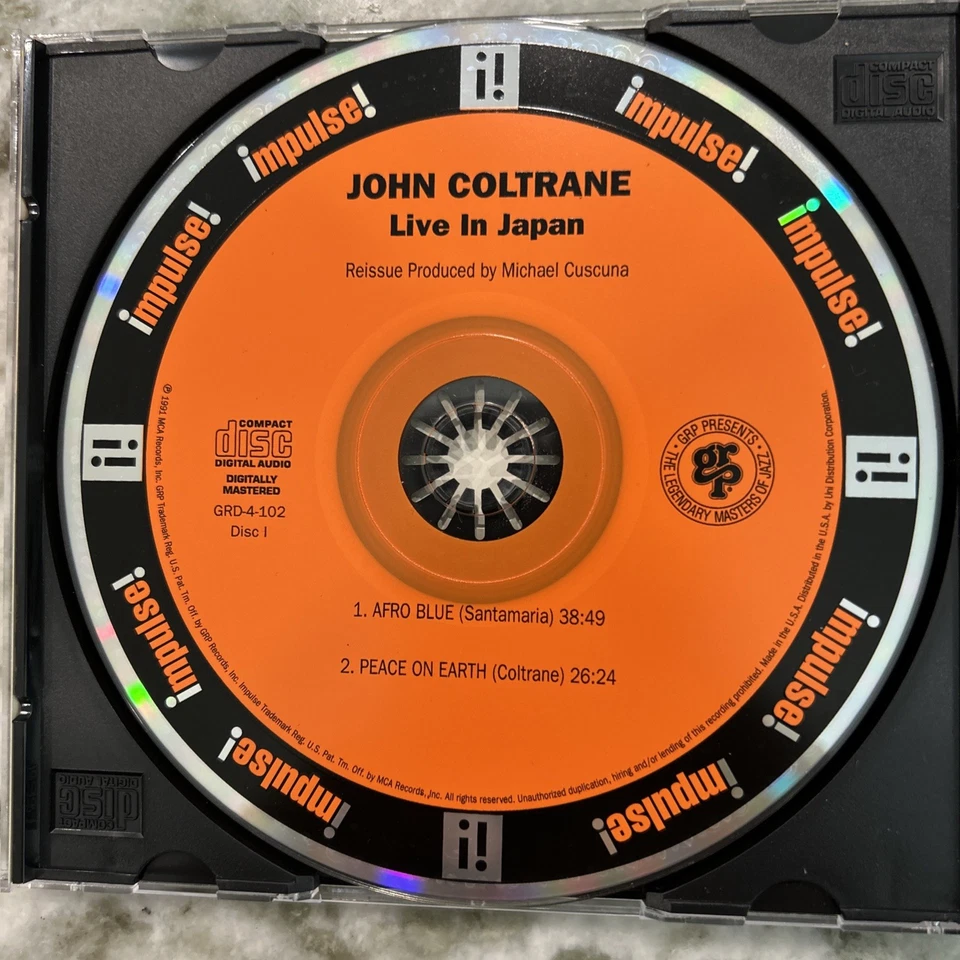 JOHN COLTRANE
Live In Japan
Reissue Produced by Michael Cuscuna
COMPACT
disc
DIGITAL AUDIO
DIGITALLY
MASTERED
GRD-4-102
Disc I
• GRP PRESENTS •
THE LEGENDARY MASTERS OF JAZZ
grp
1. AFRO BLUE (Santamaria) 38:49
2. PEACE ON EARTH (Coltrane) 26:24
℗ 1991 MCA Records, Inc. GRP Trademark Reg. U.S. Pat. Tm. Off. by GRP Records, Inc. Impulse Trademark Reg. U.S. Pat. Tm. Off. by MCA Records, Inc. All rights reserved. Unauthorized duplication, hiring and/or lending of this recording prohibited. Made in the U.S.A. Distributed in the U.S.A. by Uni Distribution Corporation.
i!
impulse!
impulse!
i!
impulse!
impulse!
i!
impulse!
impulse!
i!
impulse!
impulse!
COMPACT
disc
DIGITAL AUDIO
COMPACT
disc
DIGITAL AUDIO